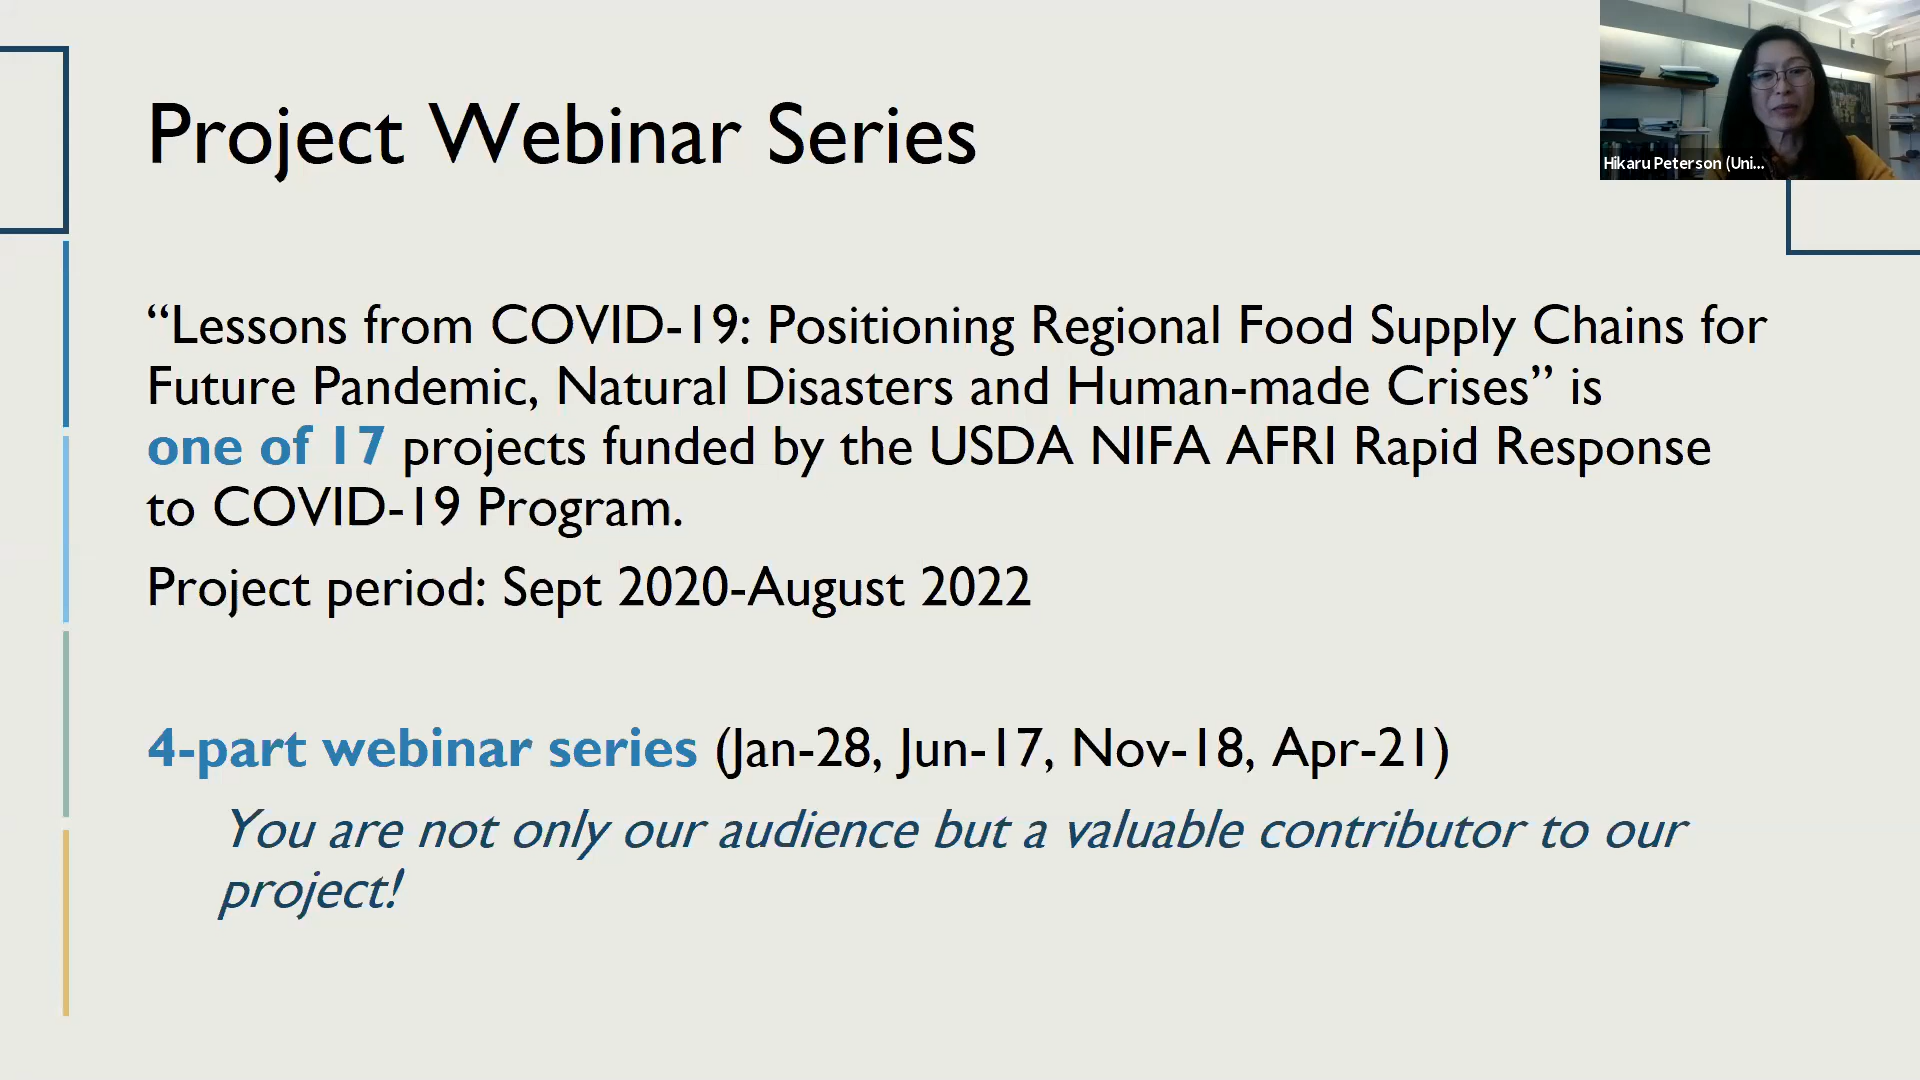 Project Webinar Series
Hikaru Peterson (Uni...
“Lessons from COVID-19: Positioning Regional Food Supply Chains for
Future Pandemic, Natural Disasters and Human-made Crises” is
one of 17 projects funded by the USDA NIFA AFRI Rapid Response
to COVID-19 Program.
Project period: Sept 2020-August 2022
4-part webinar series (Jan-28, Jun-17, Nov-18, Apr-21)
You are not only our audience but a valuable contributor to our
project!